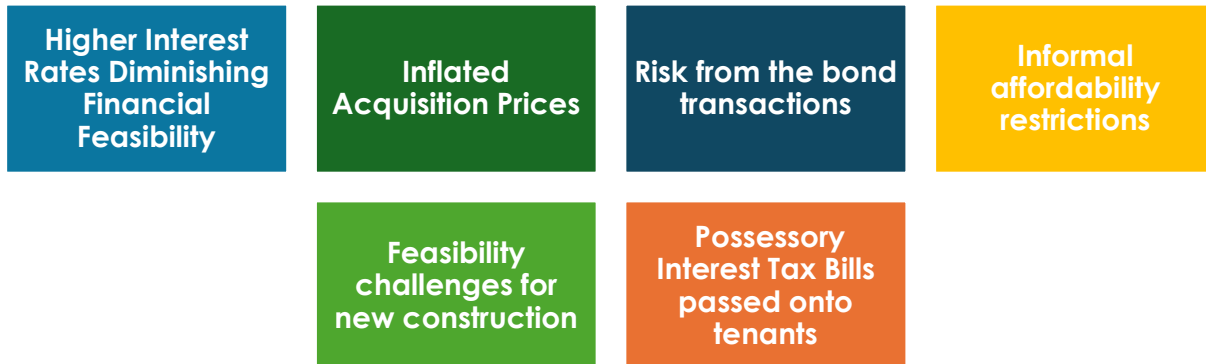 Higher Interest
Rates Diminishing
Financial
Feasibility
Inflated
Acquisition Prices
Risk from the bond
transactions
Informal
affordability
restrictions
Feasibility
challenges for
new construction
Possessory
Interest Tax Bills
passed onto
tenants